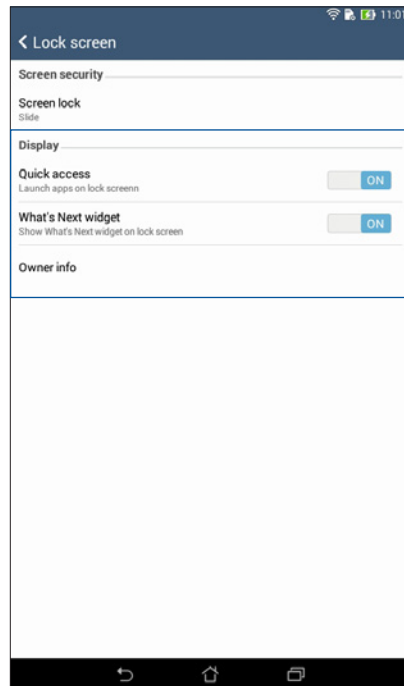 11:01
Lock screen
Screen security
Screen lock
Slide
Display
Quick access
Launch apps on lock screenn
ON
What's Next widget
Show What's Next widget on lock screen
ON
Owner info